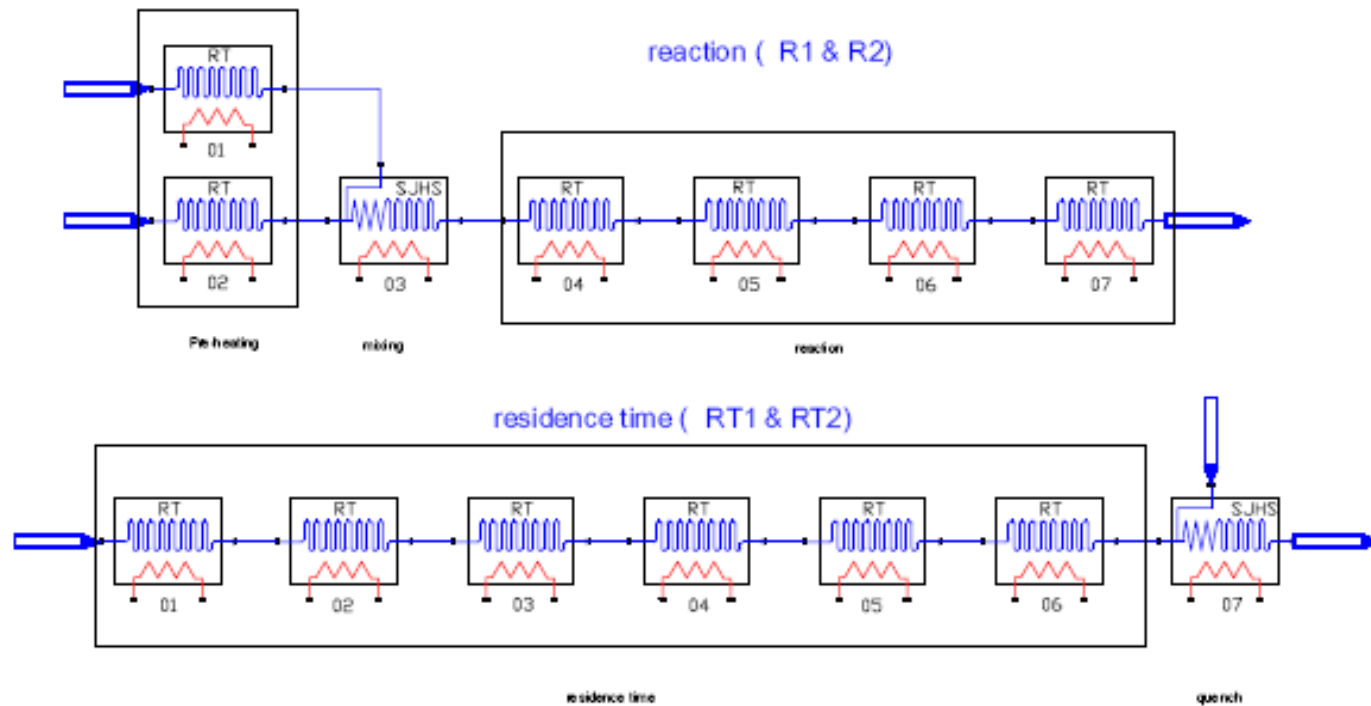 reaction ( R1 & R2)
RT
01
RT
02
SJHS
03
RT
04
RT
05
RT
06
RT
07
Pre-heating
mixing
reaction
residence time ( RT1 & RT2)
RT
01
RT
02
RT
03
RT
04
RT
05
RT
06
SJHS
07
residence time
quench